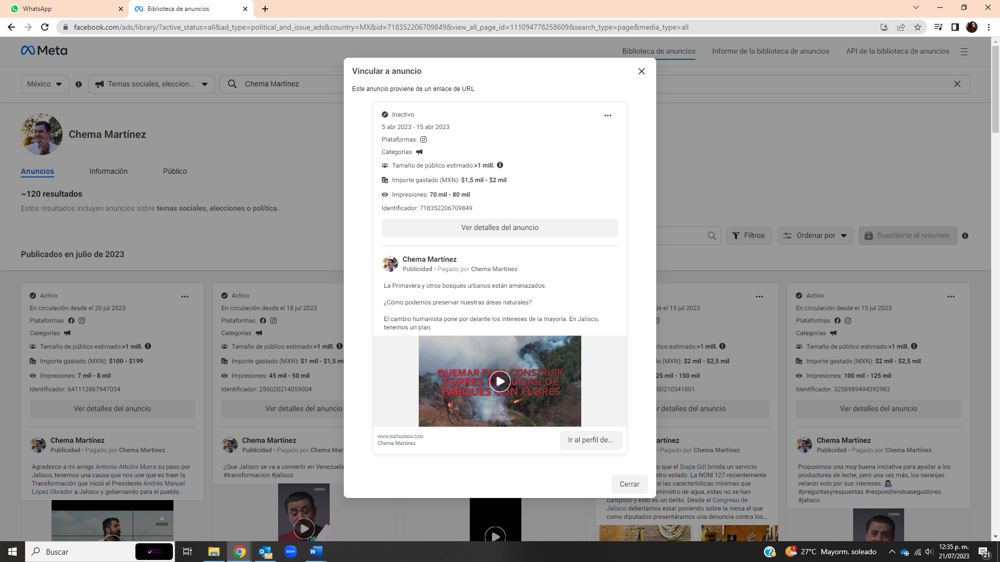 WhatsApp
Biblioteca de anuncios
facebook.com/ads/library/?active_status=all&ad_type=political_and_issue_ads&country=MX&id=718352206709849&view_all_page_id=111094778258609&search_type=page&media_type=all
Meta
Biblioteca de anuncios
Informe de la biblioteca de anuncios
API de la biblioteca de anuncios
México
Temas sociales, eleccion...
Chema Martínez
Chema Martínez
Anuncios
Información
Público
~120 resultados
Estos resultados incluyen anuncios sobre temas sociales, elecciones o política.
Filtros
Ordenar por
Suscribirte al resumen
Publicados en julio de 2023
Vincular a anuncio
Este anuncio proviene de un enlace de URL
Inactivo
5 abr 2023 - 15 abr 2023
Plataformas
Categorías
Tamaño de público estimado:>1 mill.
Importe gastado (MXN): $1,5 mil - $2 mil
Impresiones: 70 mil - 80 mil
Identificador: 718352206709849
Ver detalles del anuncio
Chema Martínez
Publicidad • Pagado por Chema Martínez
La Primavera y otros bosques urbanos están amenazados.
¿Cómo podemos preservar nuestras áreas naturales?
El cambio humanista pone por delante los intereses de la mayoría. En Jalisco,
tenemos un plan.
QUEMAR PARA CONSTRUIR
TORRES LUGAR DE
PARQUES CON FLORES
WWW.INSTAGRAM.COM
Chema Martínez
Ir al perfil de...
Cerrar
Activo
En circulación desde el 20 jul 2023
Plataformas
Categorías
Tamaño de público estimado:>1 mill.
Importe gastado (MXN): $100 - $199
Impresiones: 7 mil - 8 mil
Identificador: 641112867947034
Ver detalles del anuncio
Chema Martínez
Publicidad • Pagado por Chema Martínez
Agradezco a mi amigo Antonio Attolini Murra su paso por
Jalisco, tenemos una causa que nos une que es traer la
Transformación que inició el Presidente Andrés Manuel
López Obrador a Jalisco y gobernando para el pueblo.
Activo
En circulación desde el 18 jul 2023
Plataformas
Categorías
Tamaño de público estimado:>1 mill.
Importe gastado (MXN): $1 mil - $1,5 mi
Impresiones: 45 mil - 50 mil
Identificador: 255020214059004
Ver detalles del anuncio
Chema Martínez
Publicidad • Pagado por Chema Mar
¿Que Jalisco se va a convertir en Venezuela
#transformacion #jalisco
CHEMA
e el 15 jul 2023
blico estimado:>1 mill.
do (MXN): $2 mil - $2,5 mil
25 mil - 150 mil
50210341801
r detalles del anuncio
artínez
• Pagado por Chema Martínez
o que el Siapa Gdl brinda un servicio
stro estado. La NOM 127 recientemente
ce las características mínimas que
uministro de agua, estas no se han
cumplido y esto es un delito. Desde el Congreso de
Jalisco deberíamos estar poniendo sobre la mesa el que
como diputados presentáramos una denuncia contra los...
Activo
En circulación desde el 15 jul 2023
Plataformas
Categorías
Tamaño de público estimado:>1 mill.
Importe gastado (MXN): $2 mil - $2,5 mil
Impresiones: 100 mil - 125 mil
Identificador: 3258989494392983
Ver detalles del anuncio
Chema Martínez
Publicidad • Pagado por Chema Martínez
Propusimos una muy buena iniciativa para ayudar a los
productores de leche, pero una vez más, los naranjas
velaron solo por sus intereses.
#preguntasyrespuestas #respondiendoaseguidores
#jalisco
CHEMA
Buscar
zoom
27°C Mayorm. soleado
12:35 p. m.
21/07/2023
21